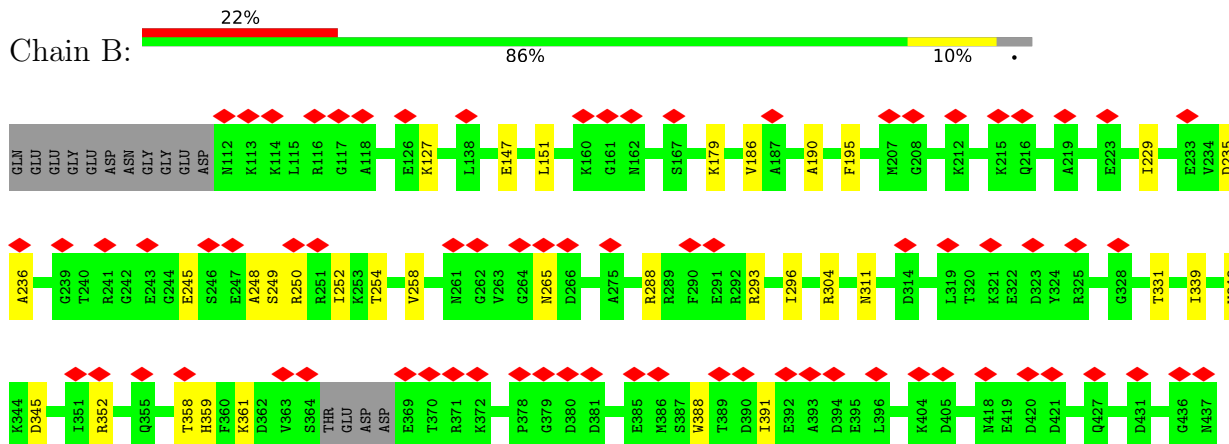 22%
Chain B:
86% 10% •
GLN GLU GLU GLU GLY GLU ASP ASN GLY GLY GLU ASP N112 K113 K114 L115 R116 G117 A118 E126 K127 L138 E147 L151 K160 G161 N162 S167 K179 V186 A187 A190 F195 M207 G208 K212 K215 Q216 A219 E223 I229 E233 V234 D235
A236 G239 T240 R241 G242 E243 G244 E245 S246 E247 A248 S249 R250 R251 I252 K253 T254 V258 N261 G262 V263 G264 N265 D266 A275 R288 R289 F290 E291 R292 R293 I296 R304 N311 D314 L319 T320 K321 E322 D323 Y324 R325 G328 T331 I339
K344 D345 I351 R352 Q355 T358 H359 F360 K361 D362 V363 S364 THR GLU ASP ASP E369 T370 R371 K372 P378 G379 D380 D381 E385 M386 S387 W388 T389 D390 I391 E392 A393 D394 E395 L396 K404 D405 N418 E419 D420 D421 Q427 D431 G436 N437